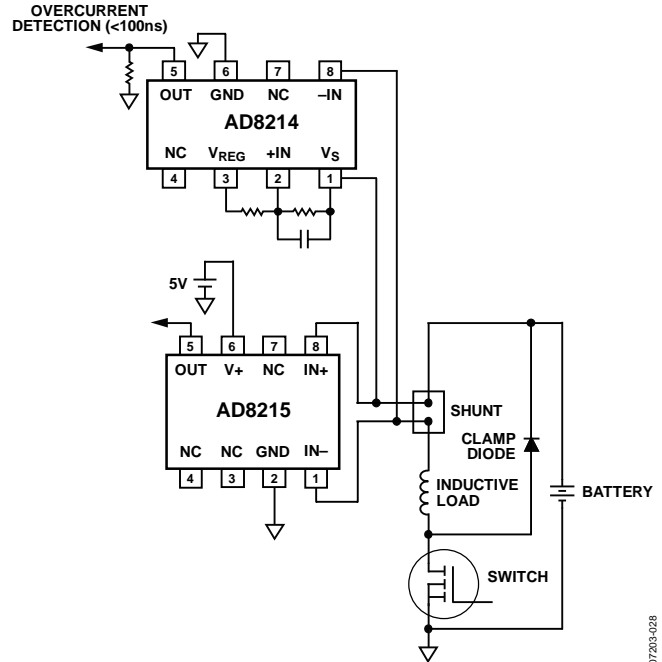 OVERCURRENT
DETECTION (<100ns)
5 6 7 8
OUT GND NC –IN
AD8214
NC VREG +IN VS
4 3 2 1
5V
5 6 7 8
OUT V+ NC IN+
AD8215
NC NC GND IN–
4 3 2 1
SHUNT
CLAMP
DIODE
INDUCTIVE
LOAD
BATTERY
SWITCH
07203-028